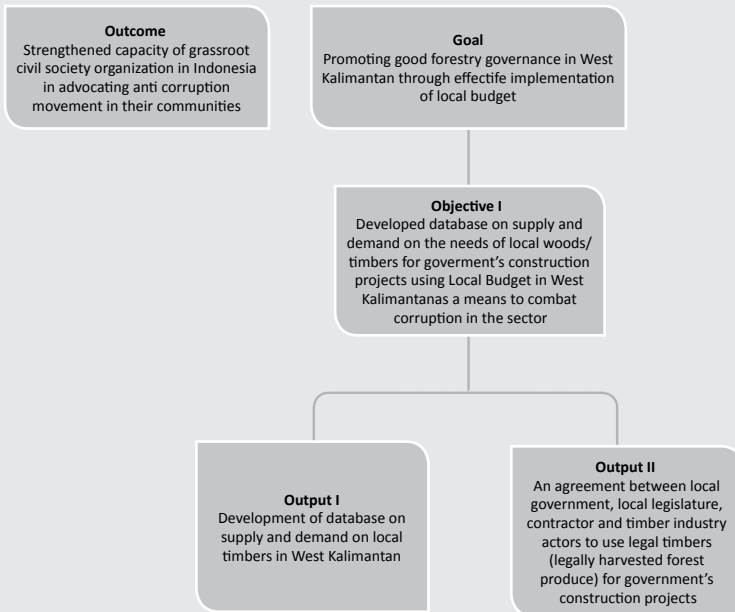 Outcome
Strengthened capacity of grassroot
civil society organization in Indonesia
in advocating anti corruption
movement in their communities
Goal
Promoting good forestry governance in West
Kalimantan through effectife implementation
of local budget
Objective I
Developed database on supply and
demand on the needs of local woods/
timbers for goverment's construction
projects using Local Budget in West
Kalimantanas a means to combat
corruption in the sector
Output I
Development of database on
supply and demand on local
timbers in West Kalimantan
Output II
An agreement between local
government, local legislature,
contractor and timber industry
actors to use legal timbers
(legally harvested forest
produce) for government's
construction projects